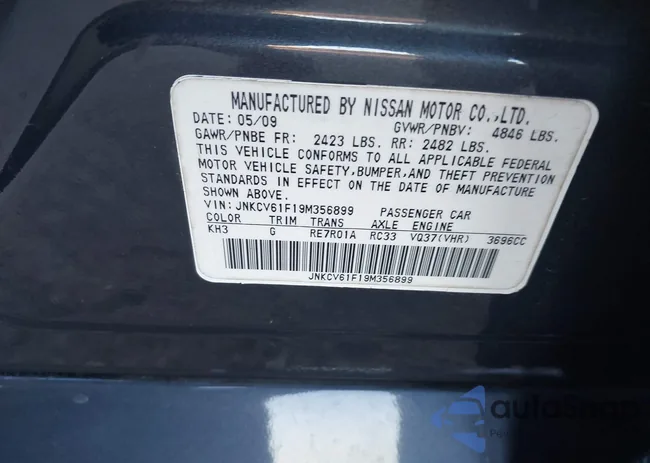 MANUFACTURED BY NISSAN MOTOR CO.,LTD.
DATE: 05/09 GVWR/PNBV: 4846 LBS.
GAWR/PNBE FR: 2423 LBS. RR: 2482 LBS.
THIS VEHICLE CONFORMS TO ALL APPLICABLE FEDERAL
MOTOR VEHICLE SAFETY,BUMPER,AND THEFT PREVENTION
STANDARDS IN EFFECT ON THE DATE OF MANUFACTURE
SHOWN ABOVE.
VIN: JNKCV61F19M356899 PASSENGER CAR
COLOR TRIM TRANS AXLE ENGINE
KH3 G RE7R01A RC33 VQ37(VHR) 3696CC
JNKCV61F19M356899